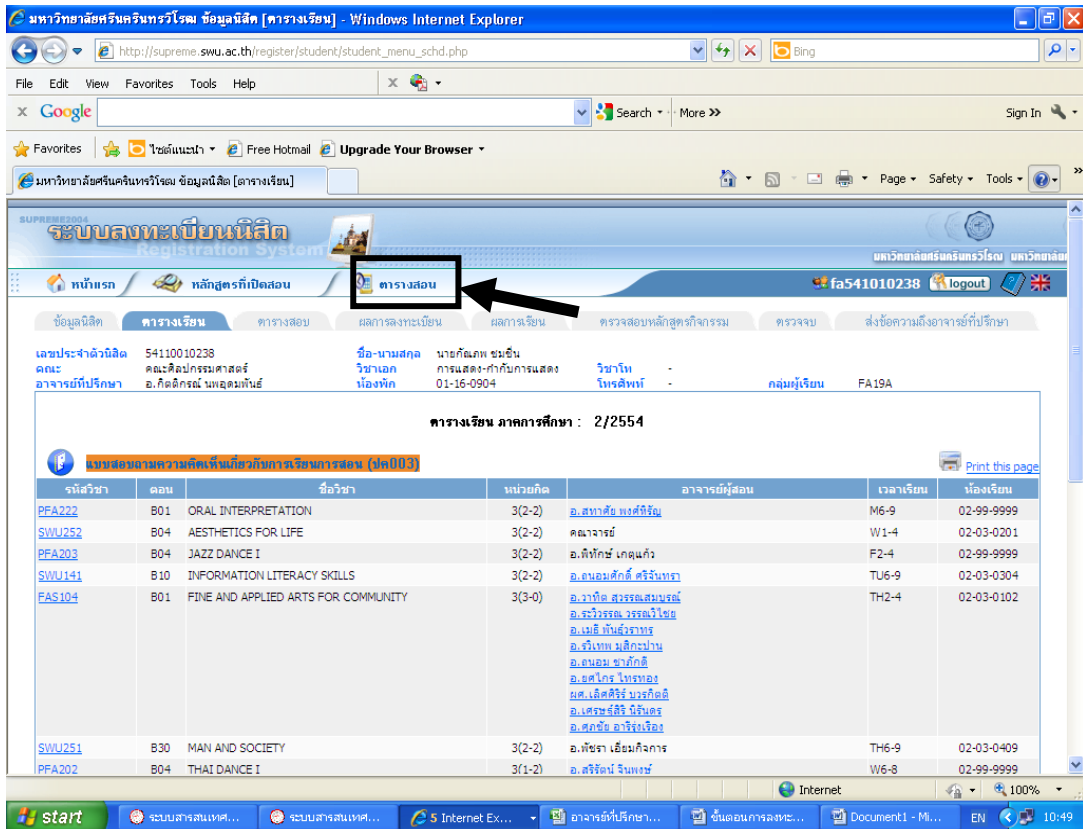 มหาวิทยาลัยศรีนครินทรวิโรฒ ข้อมูลนิสิต [ตารางเรียน] - Windows Internet Explorer
http://supreme.swu.ac.th/register/student/student_menu_schd.php
Bing
File Edit View Favorites Tools Help
x Google Search More >> Sign In
Favorites ไซต์แนะนำ Free Hotmail Upgrade Your Browser
มหาวิทยาลัยศรีนครินทรวิโรฒ ข้อมูลนิสิต [ตารางเรียน]
Page Safety Tools
SUPREME2004
ระบบลงทะเบียนนิสิต
Registration System
มหาวิทยาลัยศรีนครินทรวิโรฒ
หน้าแรก หลักสูตรที่เปิดสอน ตารางสอน fa541010238 logout
ข้อมูลนิสิต ตารางเรียน ตารางสอบ ผลการลงทะเบียน ผลการเรียน ตรวจสอบหลักสูตรกิจกรรม ตรวจจบ ส่งข้อความถึงอาจารย์ที่ปรึกษา
เลขประจำตัวนิสิต 54110010238 ชื่อ-นามสกุล นายกัณภพ ชมชื่น
คณะ คณะศิลปกรรมศาสตร์ วิชาเอก การแสดง-กำกับการแสดง วิชาโท -
อาจารย์ที่ปรึกษา อ.กิตติกรณ์ นพอุดมพันธ์ ห้องพัก 01-16-0904 โทรศัพท์ - กลุ่มผู้เรียน FA19A
ตารางเรียน ภาคการศึกษา : 2/2554
แบบสอบถามความคิดเห็นเกี่ยวกับการเรียนการสอน (ปค003) Print this page
รหัสวิชา ตอน ชื่อวิชา หน่วยกิต อาจารย์ผู้สอน เวลาเรียน ห้องเรียน
PFA222 B01 ORAL INTERPRETATION 3(2-2) อ.สทาศัย พงศ์หิรัญ M6-9 02-99-9999
SWU252 B04 AESTHETICS FOR LIFE 3(2-2) คณาจารย์ W1-4 02-03-0201
PFA203 B04 JAZZ DANCE I 3(2-2) อ.พิทักษ์ เกตุแก้ว F2-4 02-99-9999
SWU141 B10 INFORMATION LITERACY SKILLS 3(2-2) อ.ถนอมศักดิ์ ศรีจันทรา TU6-9 02-03-0304
FAS104 B01 FINE AND APPLIED ARTS FOR COMMUNITY 3(3-0) อ.วาทิต สุวรรณสมบูรณ์ TH2-4 02-03-0102
อ.ระวิวรรณ วรรณวิไชย
อ.เมธี พันธุ์วราทร
อ.รวิเทพ มุสิกะปาน
อ.ถนอม ชาภักดี
อ.ยศไกร ไทรทอง
ผศ.เลิศศิริร์ บวรกิตติ
อ.เศรษฐ์สิริ นิรันดร
อ.ศุภชัย อารีรุ่งเรือง
SWU251 B30 MAN AND SOCIETY 3(2-2) อ.พัชรา เอี่ยมกิจการ TH6-9 02-03-0409
PFA202 B04 THAI DANCE I 3(1-2) อ.สุรีรัตน์ จีนพงษ์ W6-8 02-99-9999
Internet 100%
start ระบบสารสนเทศ... ระบบสารสนเทศ... 5 Internet Ex... อาจารย์ที่ปรึกษา... ขั้นตอนการลงทะ... Document1 - Mi... EN 10:49